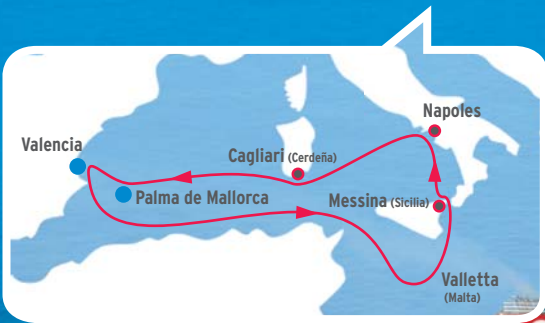 Napoles
Valencia
Cagliari (Cerdeña)
Palma de Mallorca
Messina (Sicilia)
Valletta
(Malta)